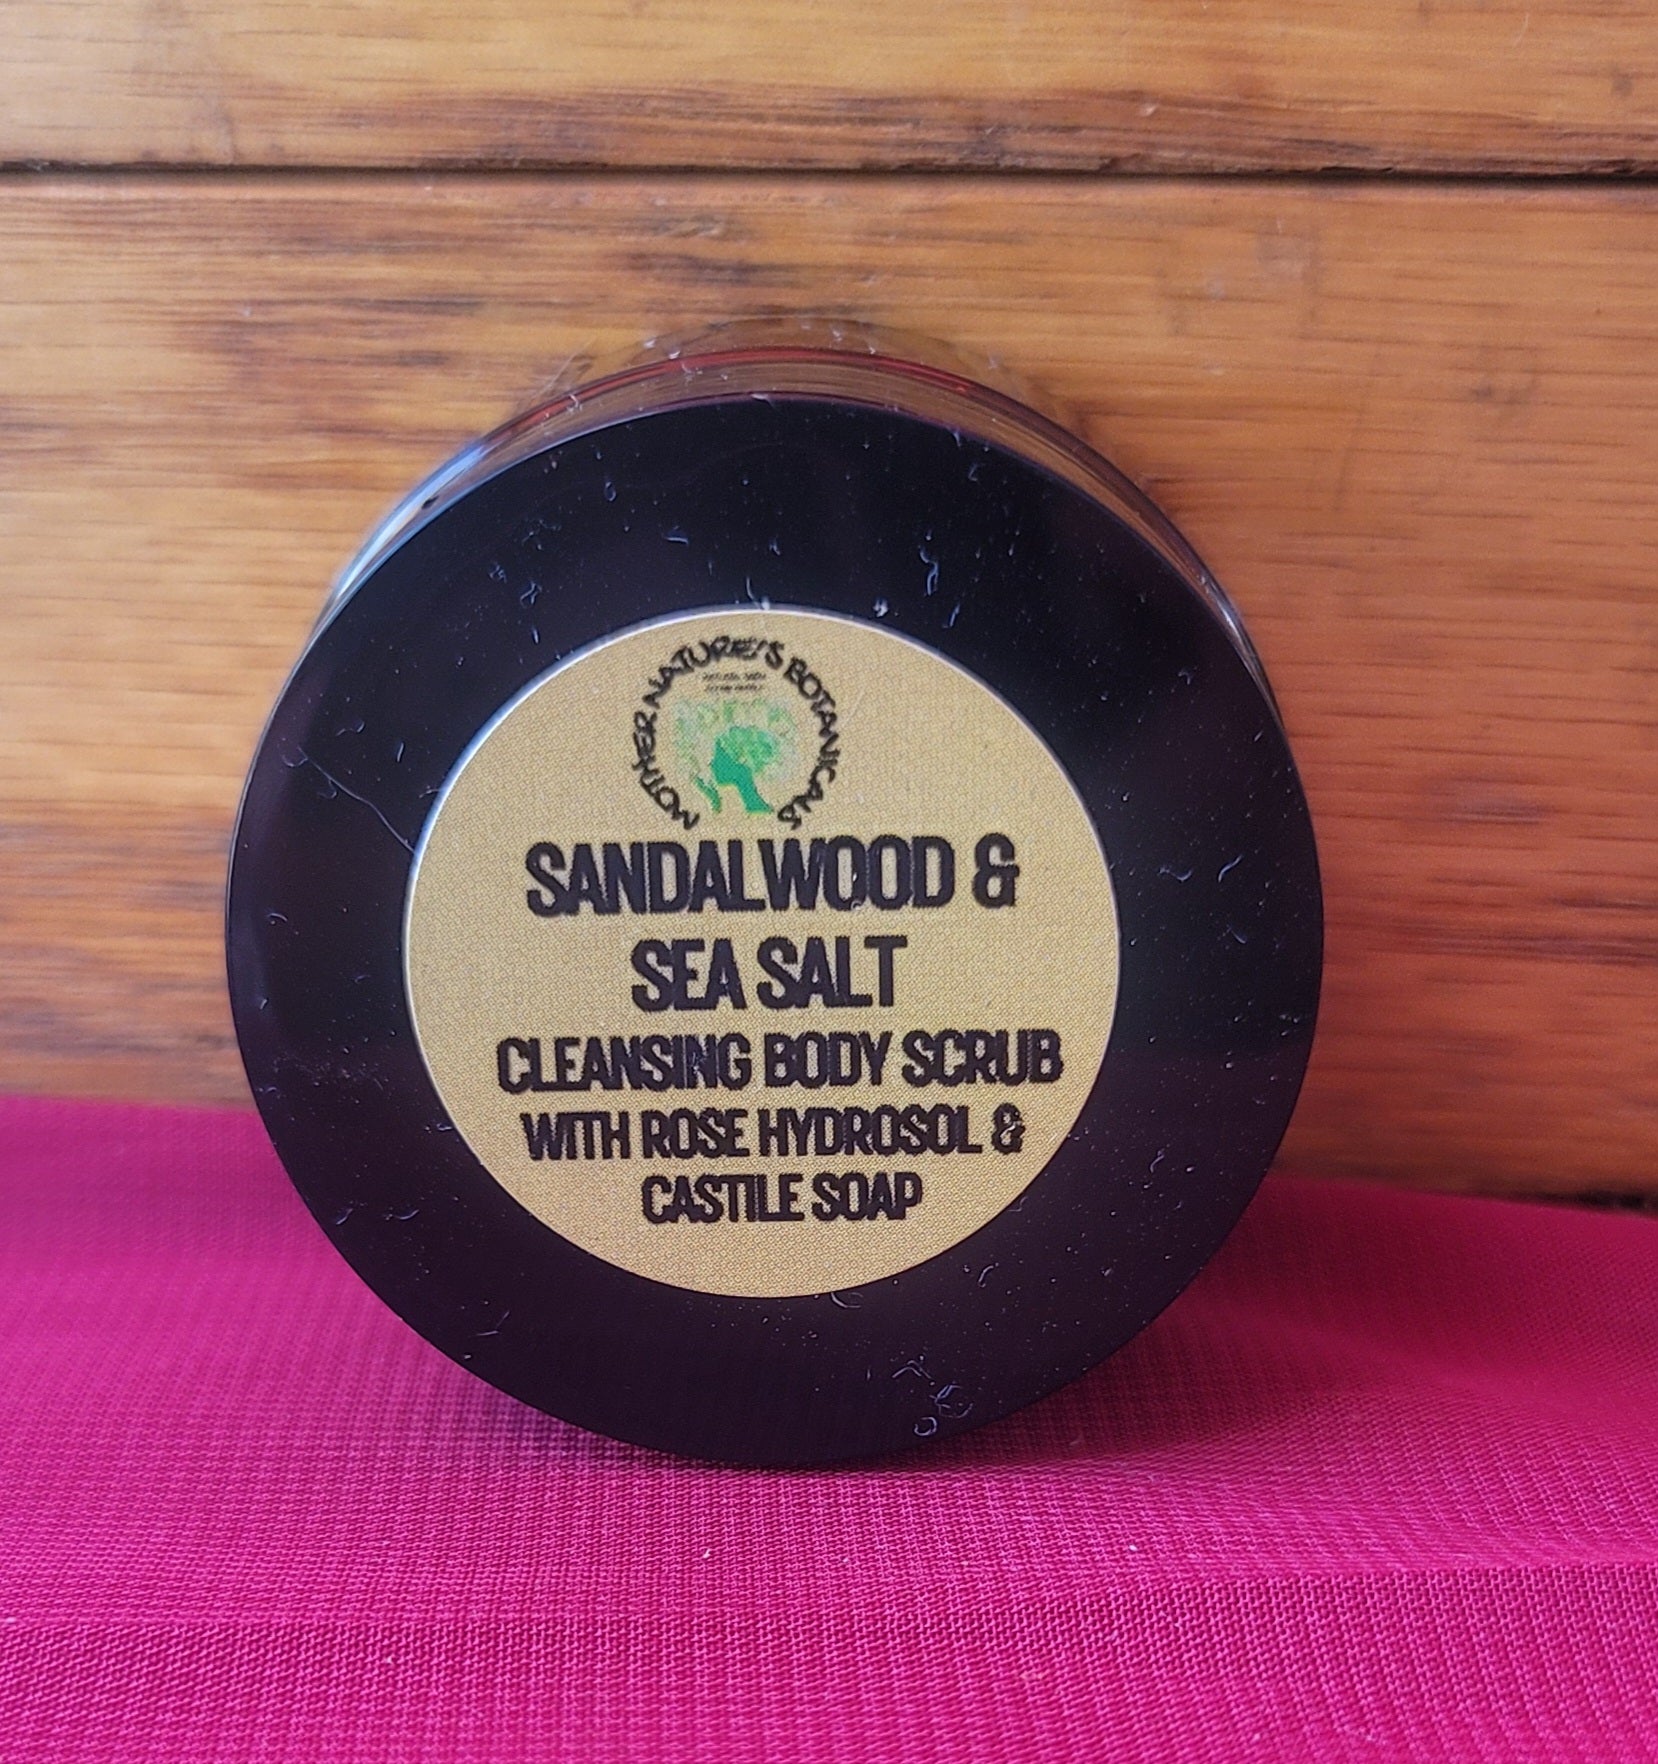 MOTHER NATURE'S BOTANICALS
SANDALWOOD &
SEA SALT
CLEANSING BODY SCRUB
WITH ROSE HYDROSOL &
CASTILE SOAP